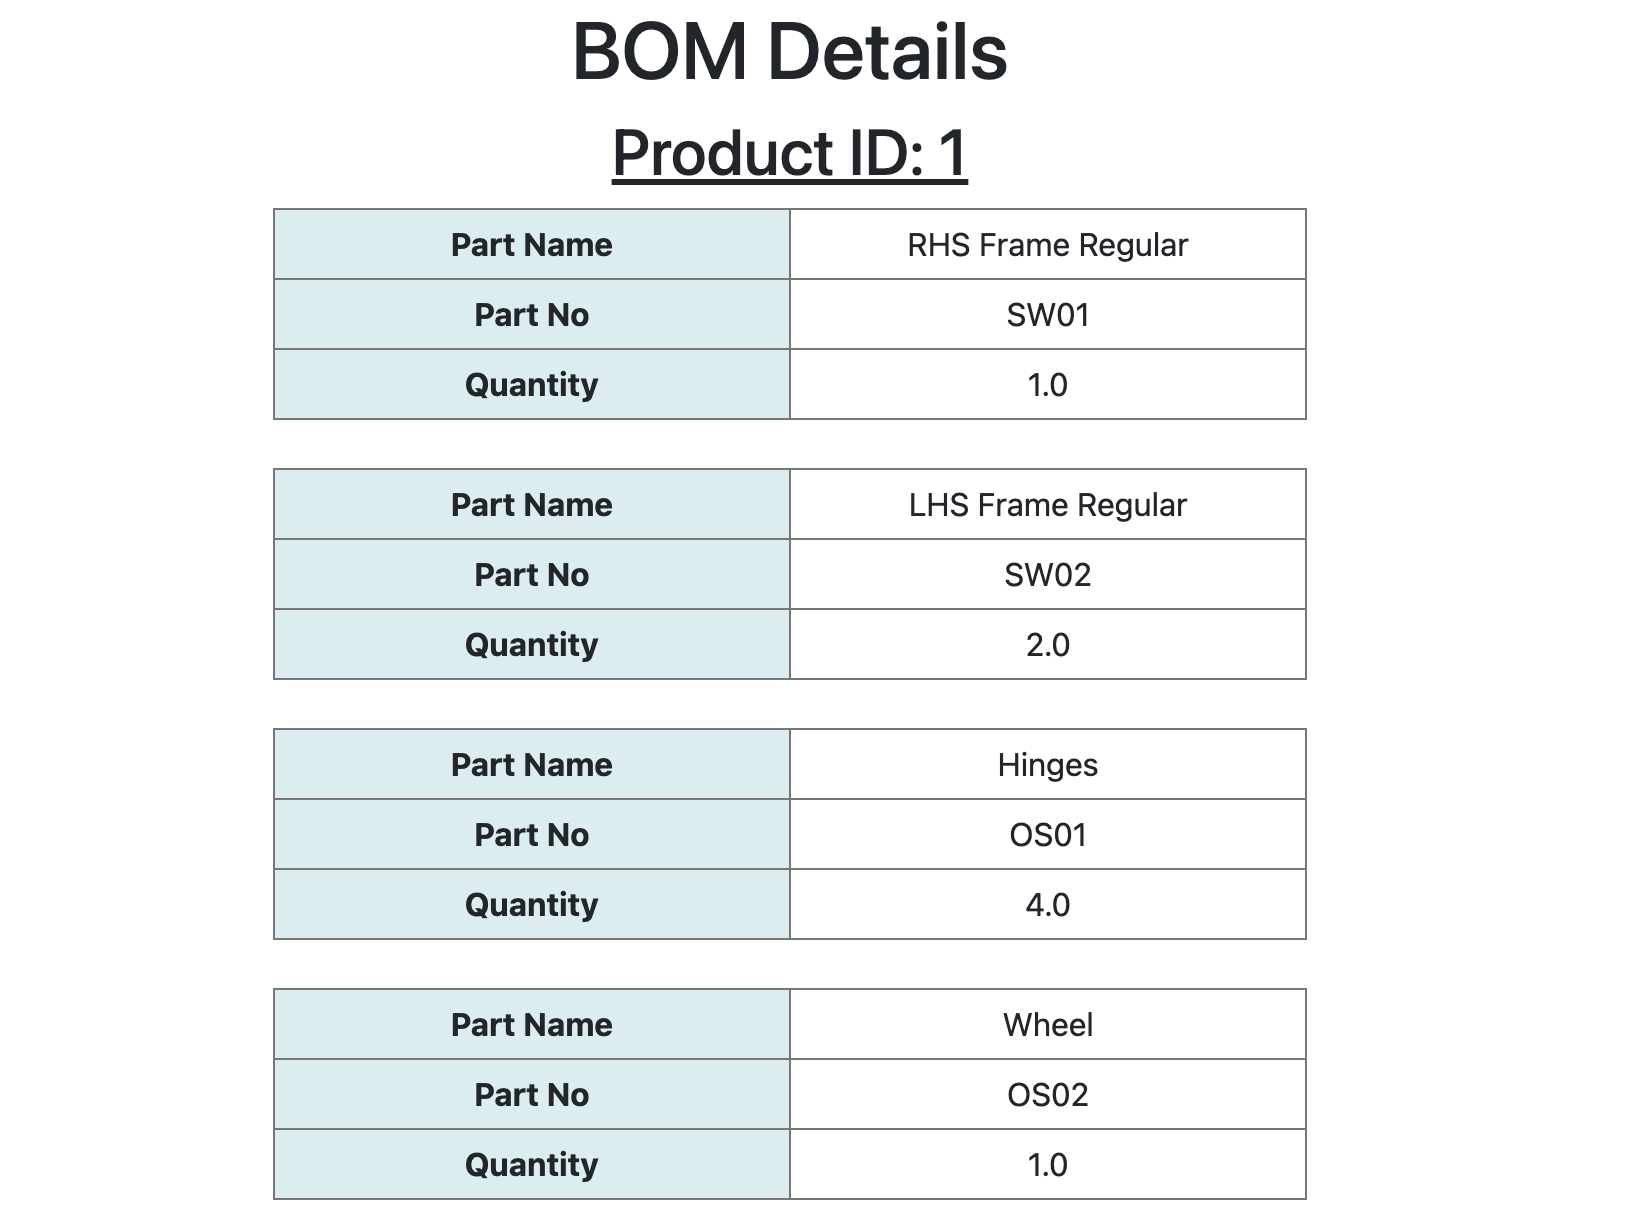 BOM Details
Product ID: 1
Part Name RHS Frame Regular
Part No SW01
Quantity 1.0
Part Name LHS Frame Regular
Part No SW02
Quantity 2.0
Part Name Hinges
Part No OS01
Quantity 4.0
Part Name Wheel
Part No OS02
Quantity 1.0